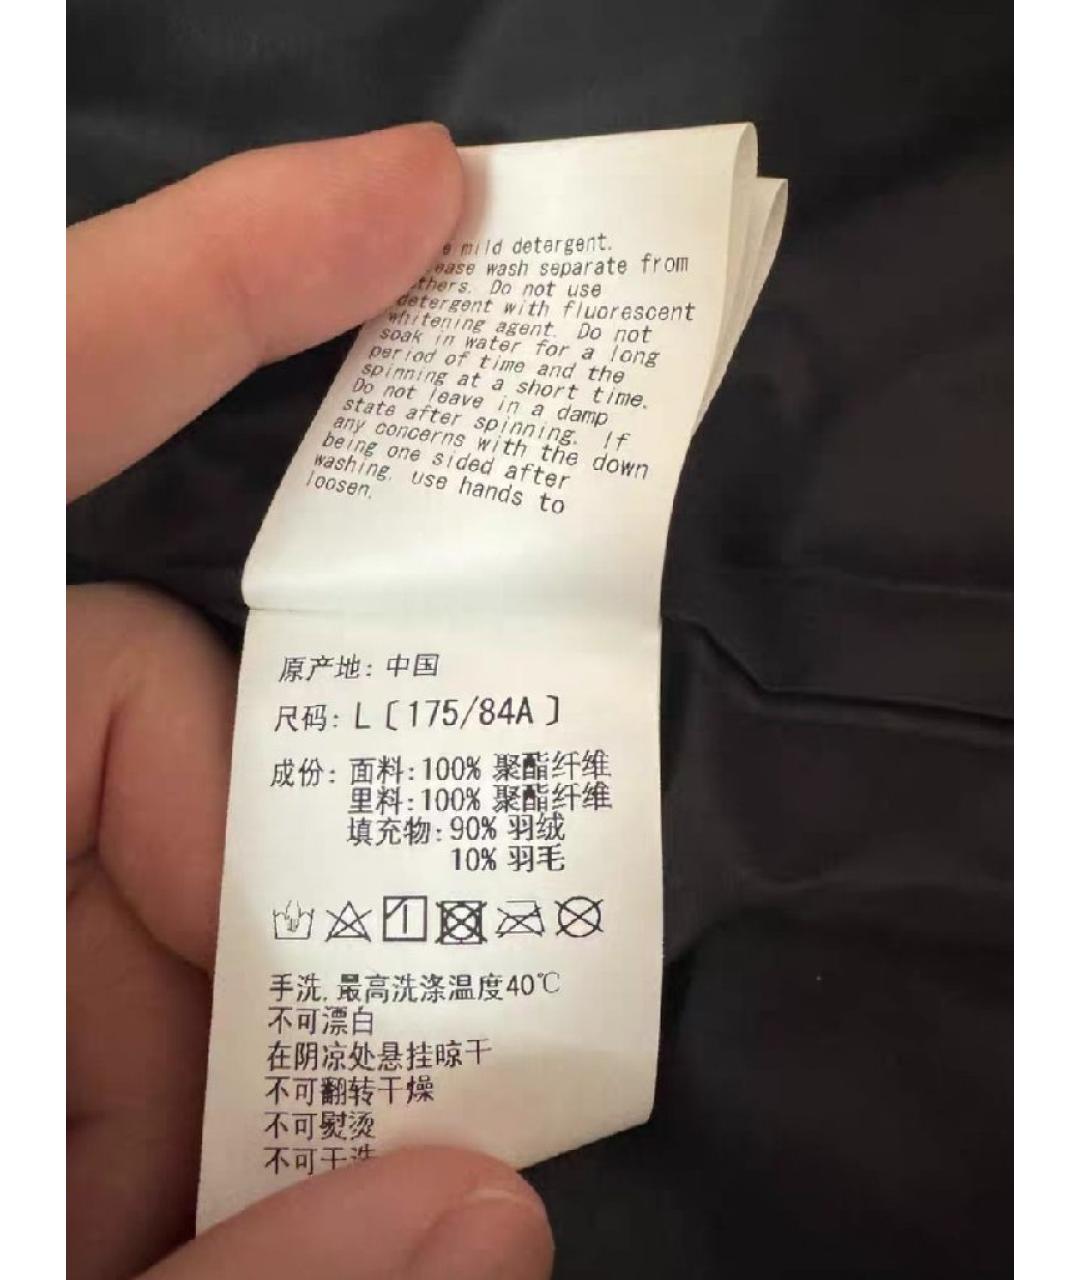 mild detergent.
wash separate from
Do not use
detergent with fluorescent
whitening agent. Do not
soak in water for a long
period of time and the
spinning at a short time.
Do not leave in a damp
state after spinning. If
any concerns with the down
being one sided after
washing, use hands to
loosen.
原产地: 中国
尺码: L〔175/84A〕
成份: 面料:100% 聚酯纤维
里料:100% 聚酯纤维
填充物: 90% 羽绒
10% 羽毛
手洗, 最高洗涤温度40℃
不可漂白
在阴凉处悬挂晾干
不可翻转干燥
不可熨烫
不可干洗